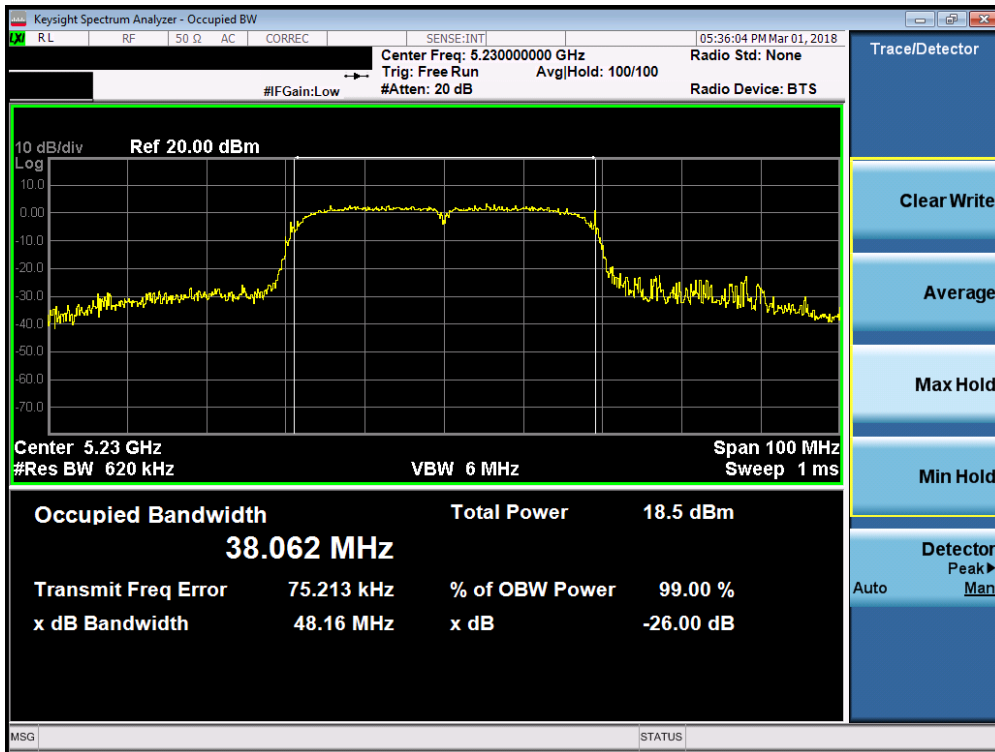 Keysight Spectrum Analyzer - Occupied BW
LXI RL RF 50 Ω AC CORREC SENSE:INT 05:36:04 PM Mar 01, 2018
Center Freq: 5.230000000 GHz Radio Std: None
Trig: Free Run Avg|Hold: 100/100
#IFGain:Low #Atten: 20 dB Radio Device: BTS
Trace/Detector
10 dB/div Ref 20.00 dBm
Log
10.0
0.00
-10.0
-20.0
-30.0
-40.0
-50.0
-60.0
-70.0
Center 5.23 GHz Span 100 MHz
#Res BW 620 kHz VBW 6 MHz Sweep 1 ms
Occupied Bandwidth Total Power 18.5 dBm
38.062 MHz
Transmit Freq Error 75.213 kHz % of OBW Power 99.00 %
x dB Bandwidth 48.16 MHz x dB -26.00 dB
Clear Write
Average
Max Hold
Min Hold
Detector
Peak▶
Auto Man
MSG STATUS